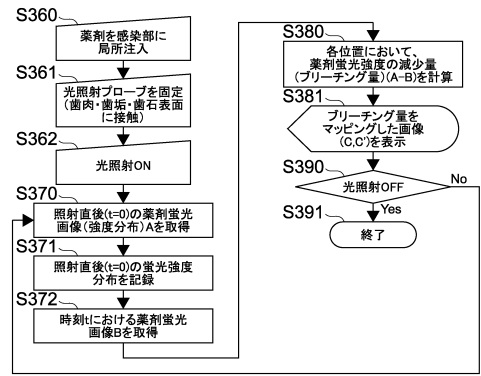 S360
薬剤を感染部に
局所注入
S361
光照射プローブを固定
(歯肉・歯垢・歯石表面
に接触)
S362
光照射ON
S370
照射直後(t=0)の薬剤蛍光
画像(強度分布)Aを取得
S371
照射直後(t=0)の蛍光強度
分布を記録
S372
時刻tにおける薬剤蛍光
画像Bを取得
S380
各位置において、
薬剤蛍光強度の減少量
(ブリーチング量)(A-B)を計算
S381
ブリーチング量を
マッピングした画像
(C,C')を表示
S390
光照射OFF
No
Yes
S391
終了